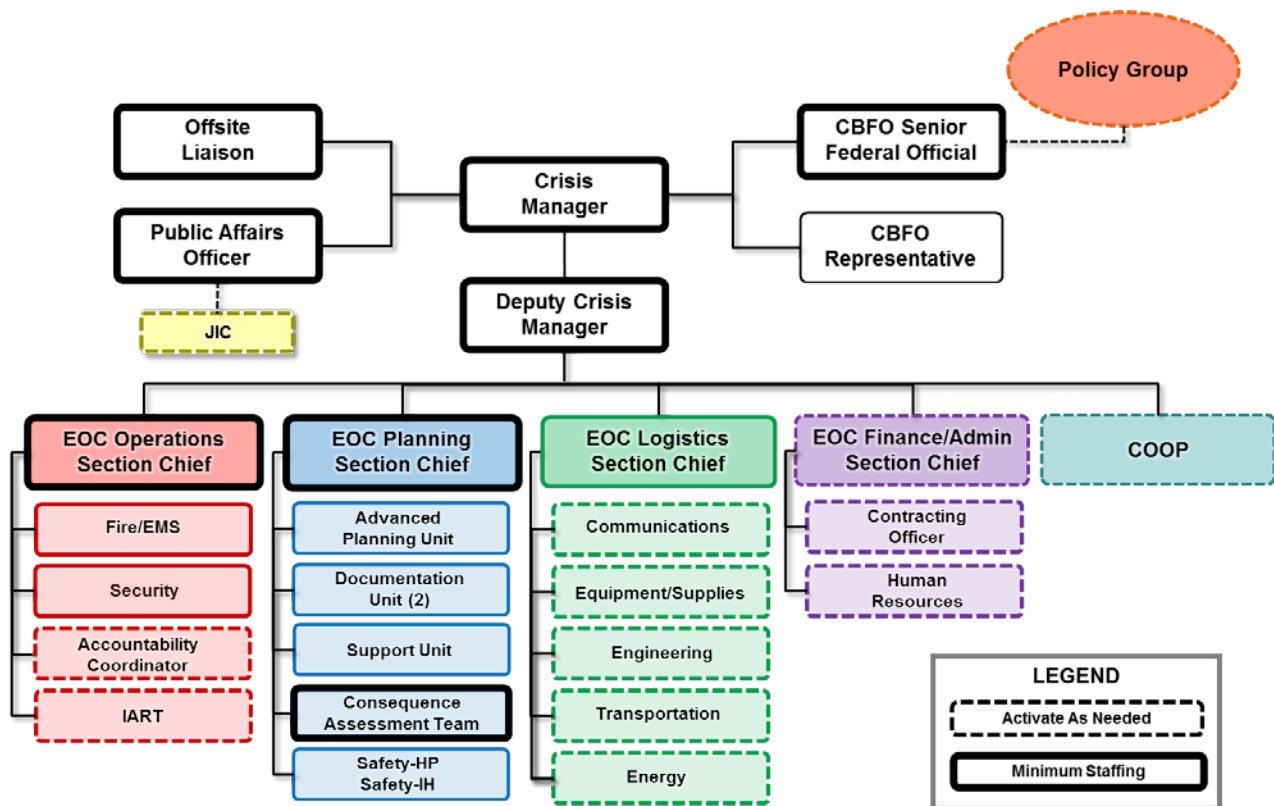 Policy Group
Offsite
Liaison
CBFO Senior
Federal Official
Crisis
Manager
Public Affairs
Officer
CBFO
Representative
JIC
Deputy Crisis
Manager
EOC Operations
Section Chief
Fire/EMS
Security
Accountability
Coordinator
IART
EOC Planning
Section Chief
Advanced
Planning Unit
Documentation
Unit (2)
Support Unit
Consequence
Assessment Team
Safety-HP
Safety-IH
EOC Logistics
Section Chief
Communications
Equipment/Supplies
Engineering
Transportation
Energy
EOC Finance/Admin
Section Chief
Contracting
Officer
Human
Resources
COOP
LEGEND
Activate As Needed
Minimum Staffing